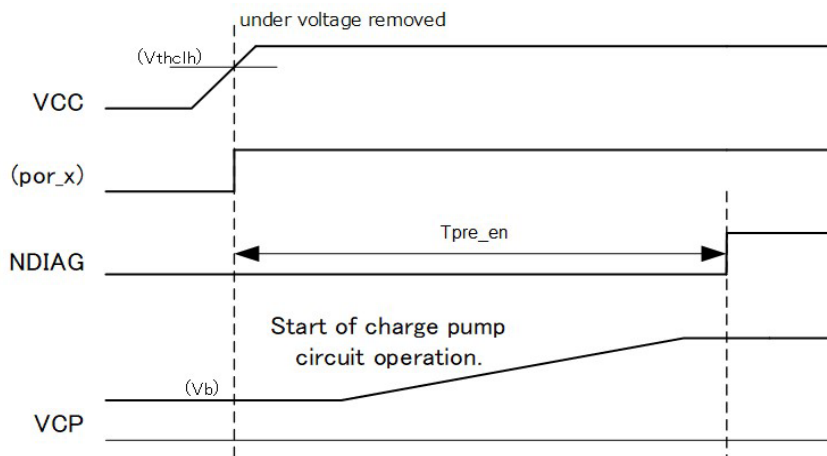 under voltage removed
(Vthclh)
VCC
(por_x)
Tpre_en
NDIAG
Start of charge pump
circuit operation.
(Vb)
VCP